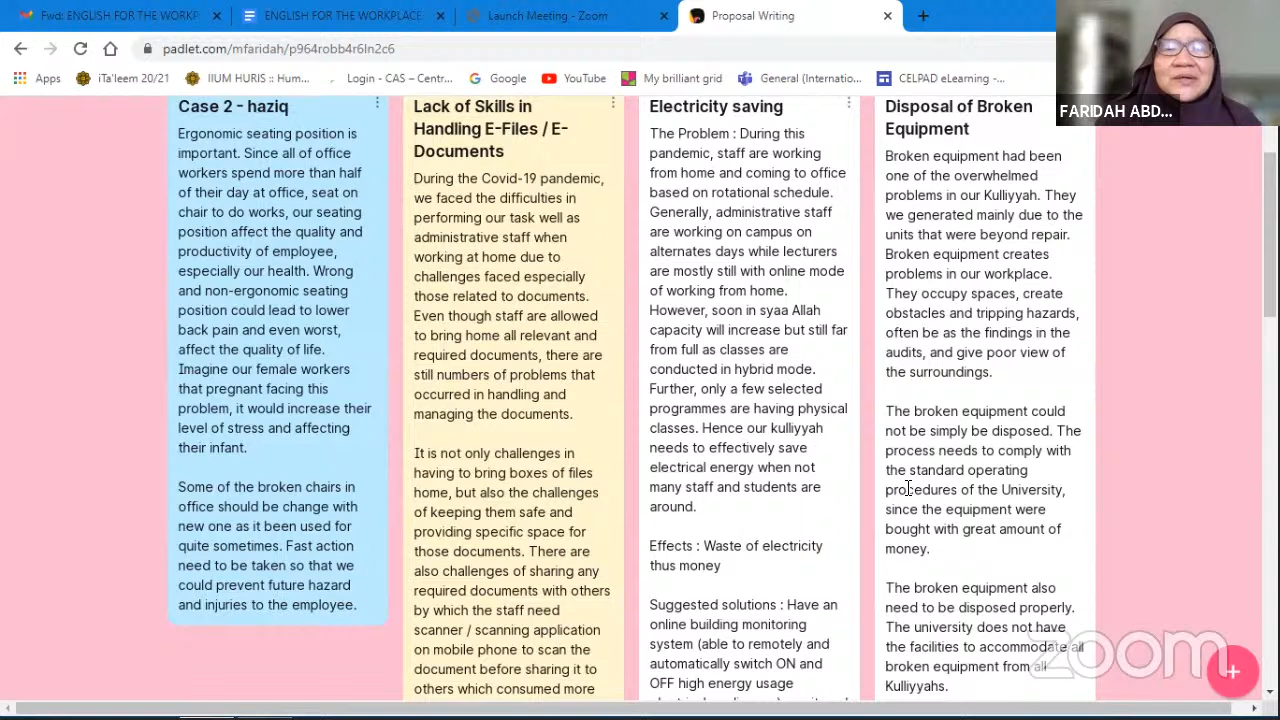 Fwd: ENGLISH FOR THE WORKP
ENGLISH FOR THE WORKPLACE
Launch Meeting - Zoom
Proposal Writing
padlet.com/mfaridah/p964robb4r6ln2c6
Apps
iTa'leem 20/21
IIUM HURIS :: Hum...
Login - CAS – Centr...
Google
YouTube
My brilliant grid
General (Internatio...
CELPAD eLearning -...
FARIDAH ABD...
Case 2 - haziq
Ergonomic seating position is
important. Since all of office
workers spend more than half
of their day at office, seat on
chair to do works, our seating
position affect the quality and
productivity of employee,
especially our health. Wrong
and non-ergonomic seating
position could lead to lower
back pain and even worst,
affect the quality of life.
Imagine our female workers
that pregnant facing this
problem, it would increase their
level of stress and affecting
their infant.
Some of the broken chairs in
office should be change with
new one as it been used for
quite sometimes. Fast action
need to be taken so that we
could prevent future hazard
and injuries to the employee.
Lack of Skills in
Handling E-Files / E-
Documents
During the Covid-19 pandemic,
we faced the difficulties in
performing our task well as
administrative staff when
working at home due to
challenges faced especially
those related to documents.
Even though staff are allowed
to bring home all relevant and
required documents, there are
still numbers of problems that
occurred in handling and
managing the documents.
It is not only challenges in
having to bring boxes of files
home, but also the challenges
of keeping them safe and
providing specific space for
those documents. There are
also challenges of sharing any
required documents with others
by which the staff need
scanner / scanning application
on mobile phone to scan the
document before sharing it to
others which consumed more
Electricity saving
The Problem : During this
pandemic, staff are working
from home and coming to office
based on rotational schedule.
Generally, administrative staff
are working on campus on
alternates days while lecturers
are mostly still with online mode
of working from home.
However, soon in syaa Allah
capacity will increase but still far
from full as classes are
conducted in hybrid mode.
Further, only a few selected
programmes are having physical
classes. Hence our kulliyyah
needs to effectively save
electrical energy when not
many staff and students are
around.
Effects : Waste of electricity
thus money
Suggested solutions : Have an
online building monitoring
system (able to remotely and
automatically switch ON and
OFF high energy usage
Disposal of Broken
Equipment
Broken equipment had been
one of the overwhelmed
problems in our Kulliyyah. They
we generated mainly due to the
units that were beyond repair.
Broken equipment creates
problems in our workplace.
They occupy spaces, create
obstacles and tripping hazards,
often be as the findings in the
audits, and give poor view of
the surroundings.
The broken equipment could
not be simply be disposed. The
process needs to comply with
the standard operating
procedures of the University,
since the equipment were
bought with great amount of
money.
The broken equipment also
need to be disposed properly.
The university does not have
the facilities to accommodate all
broken equipment from all
Kulliyyahs.
zoom